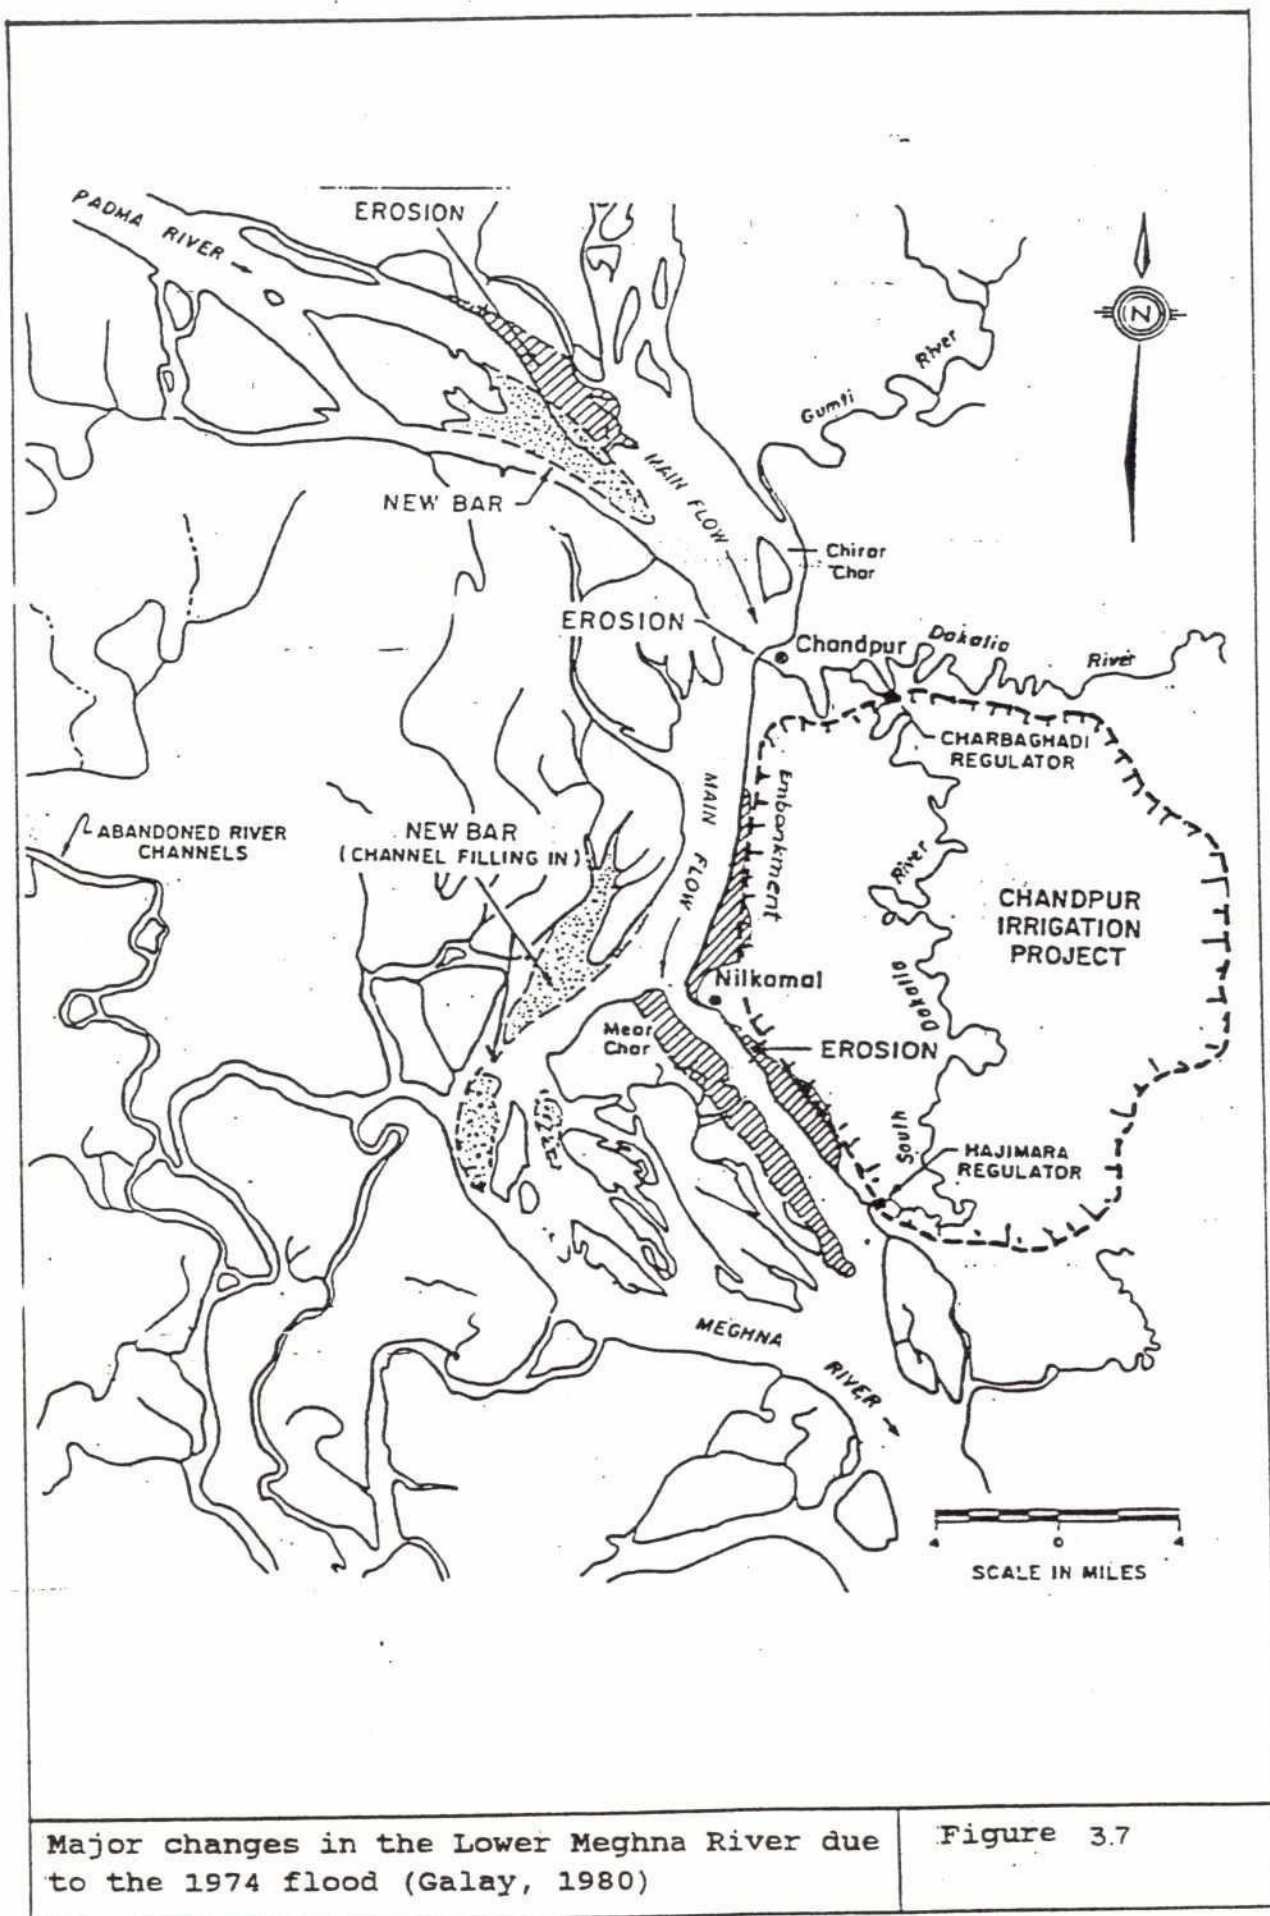 PADMA RIVER
EROSION
Gumti River
NEW BAR
MAIN FLOW
Chirar
Char
EROSION
Chandpur
Dakatia River
CHARBAGHADI
REGULATOR
MAIN FLOW
Embankment
ABANDONED RIVER
CHANNELS
NEW BAR
(CHANNEL FILLING IN)
River
CHANDPUR
IRRIGATION
PROJECT
Dakatia
Nilkamal
Mear
Char
EROSION
South
HAJIMARA
REGULATOR
MEGHNA RIVER
N
4 0 4
SCALE IN MILES
Major changes in the Lower Meghna River due
to the 1974 flood (Galay, 1980)
Figure 3.7